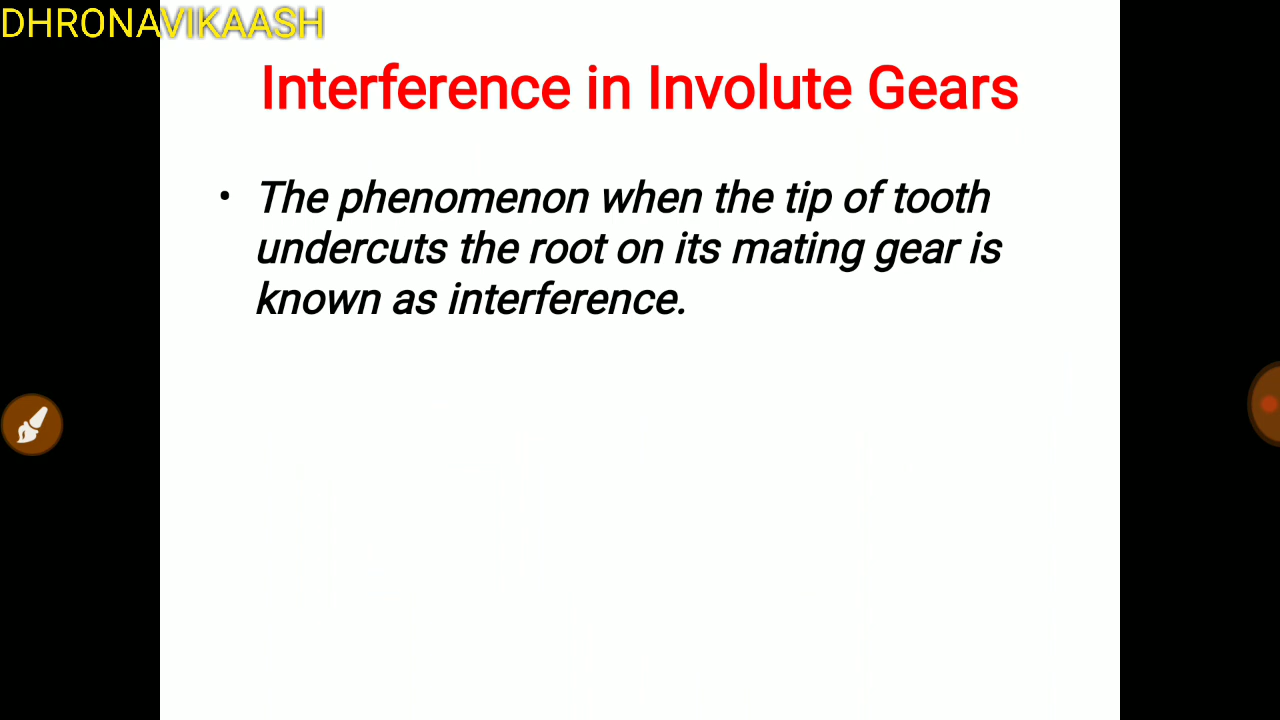 DHRONAVIKAASH
Interference in Involute Gears
• The phenomenon when the tip of tooth
undercuts the root on its mating gear is
known as interference.